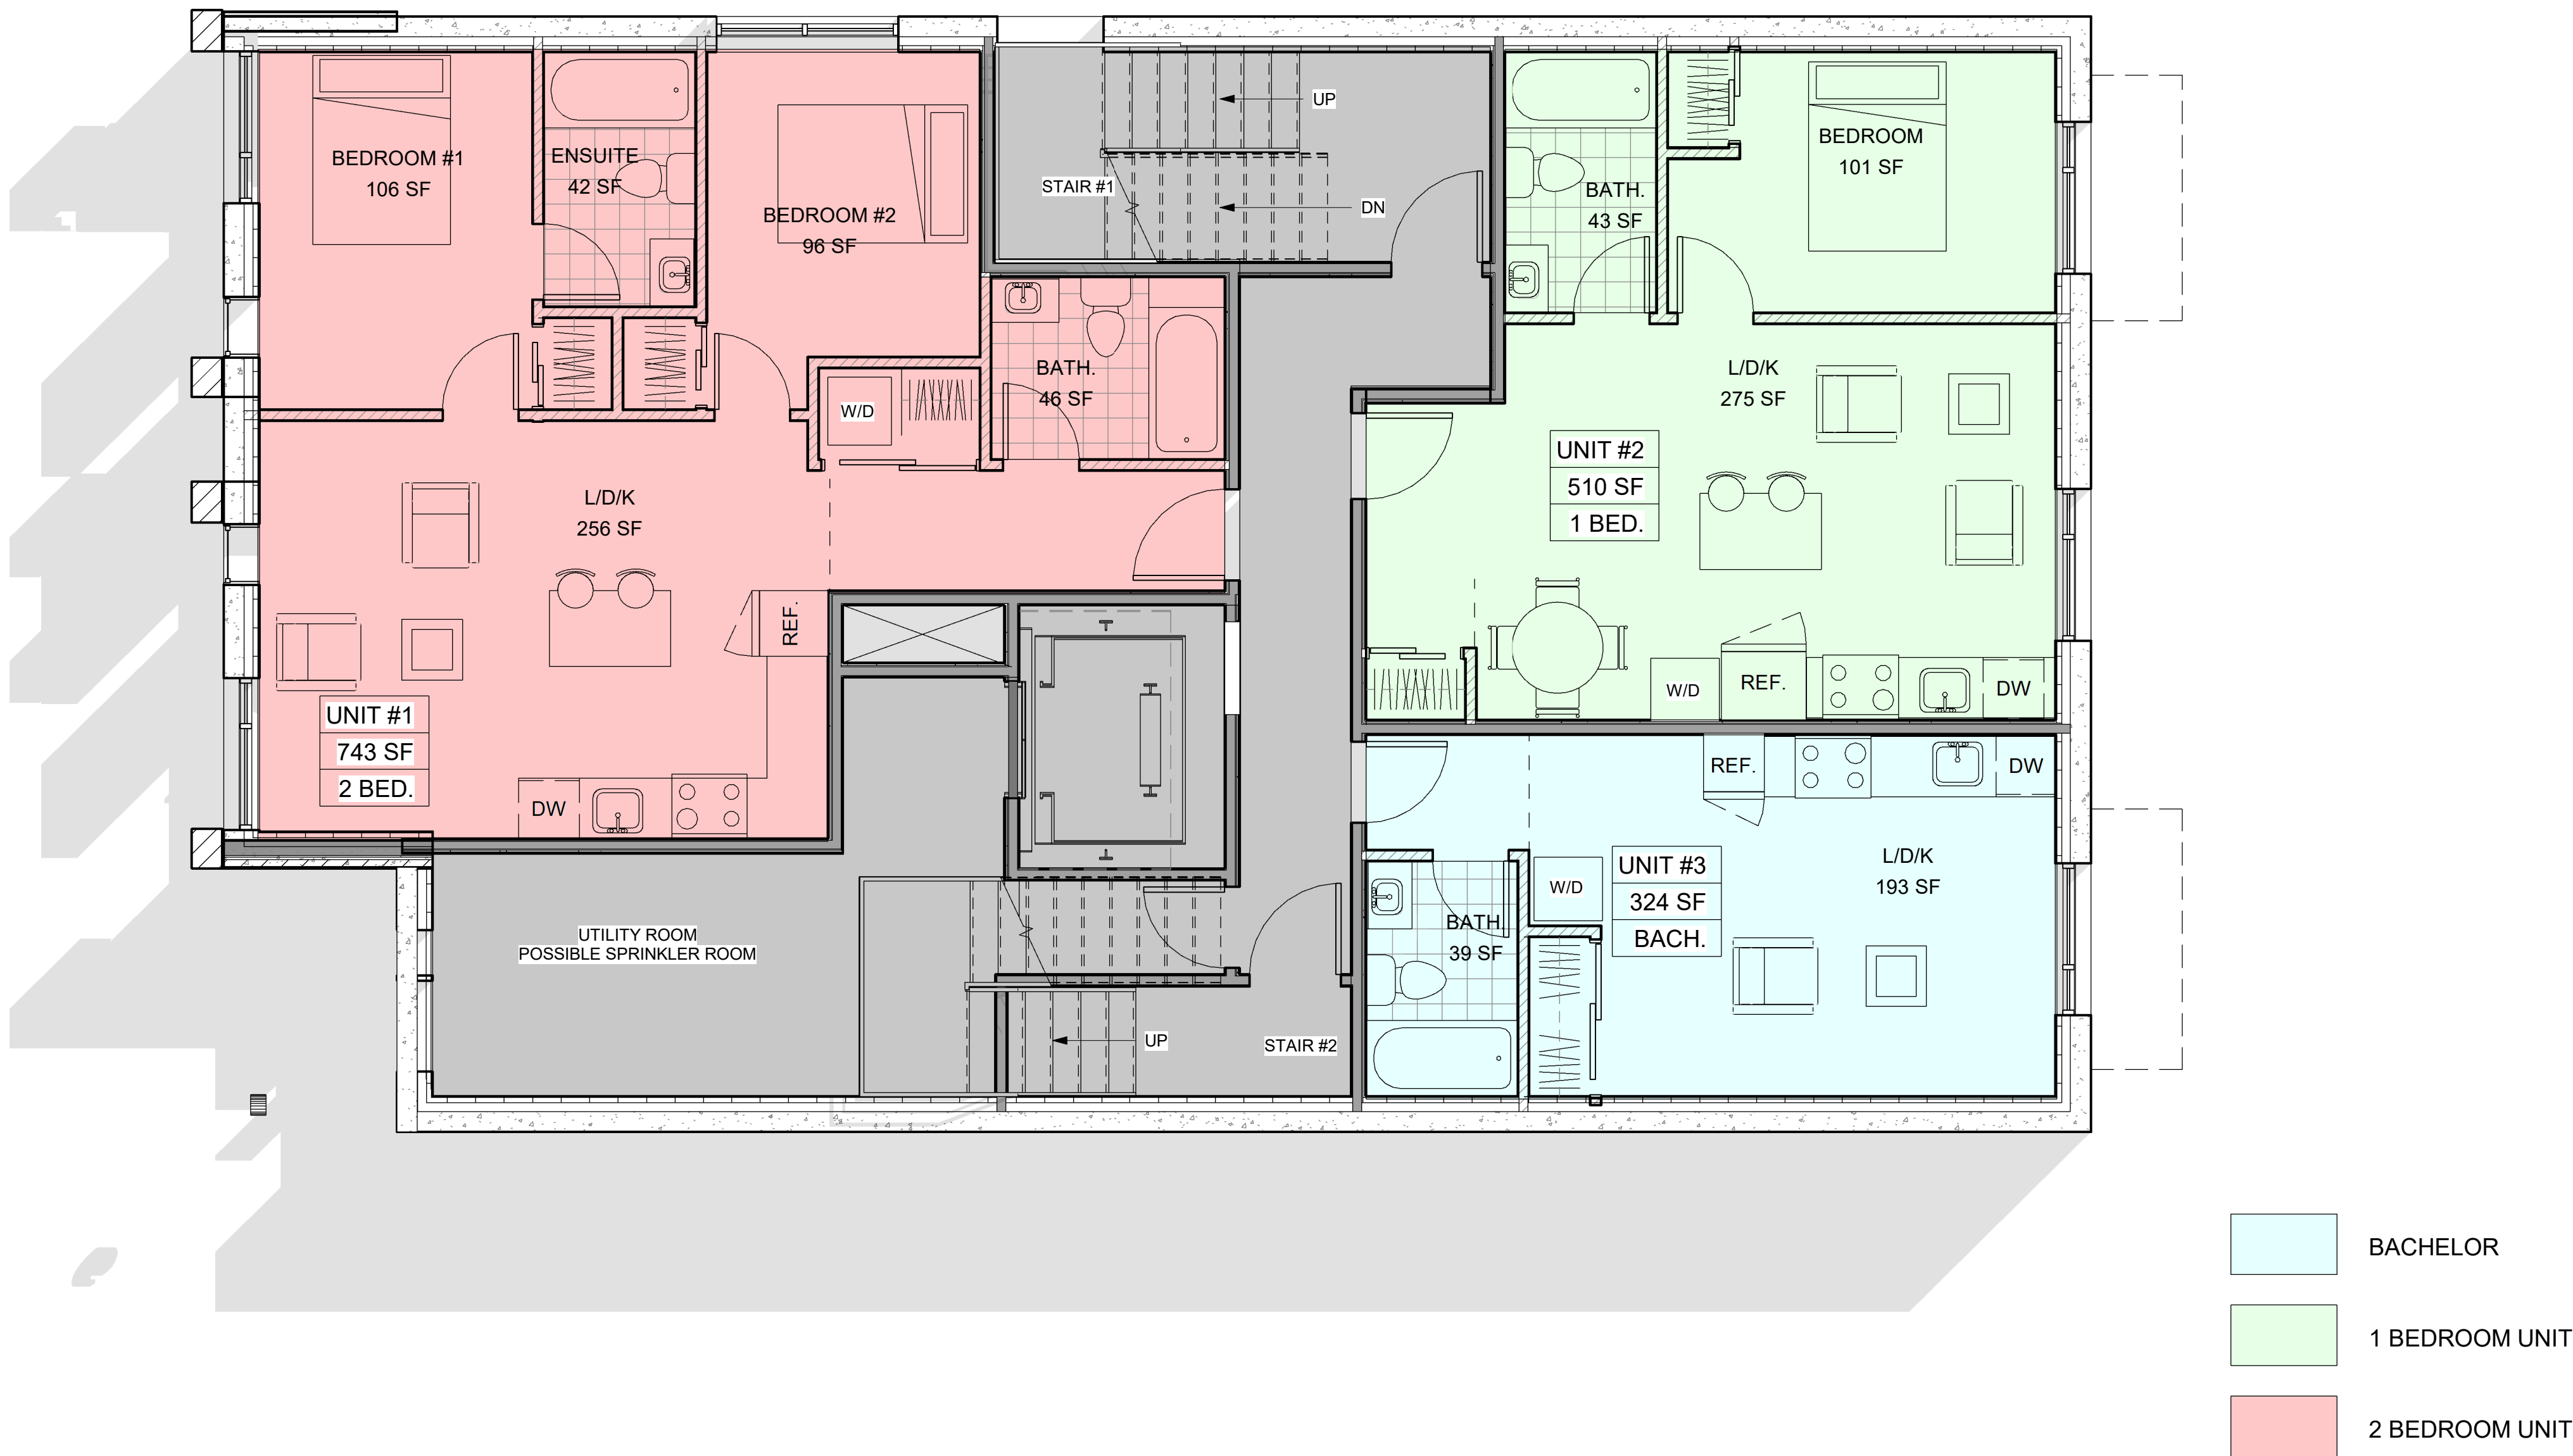 BEDROOM #1
106 SF
ENSUITE
42 SF
BEDROOM #2
96 SF
BATH.
46 SF
W/D
L/D/K
256 SF
REF.
UNIT #1
743 SF
2 BED.
DW
UP
STAIR #1
DN
BATH.
43 SF
BEDROOM
101 SF
L/D/K
275 SF
UNIT #2
510 SF
1 BED.
W/D
REF.
DW
REF.
DW
W/D
UNIT #3
324 SF
BACH.
L/D/K
193 SF
BATH.
39 SF
UTILITY ROOM
POSSIBLE SPRINKLER ROOM
UP
STAIR #2
BACHELOR
1 BEDROOM UNIT
2 BEDROOM UNIT